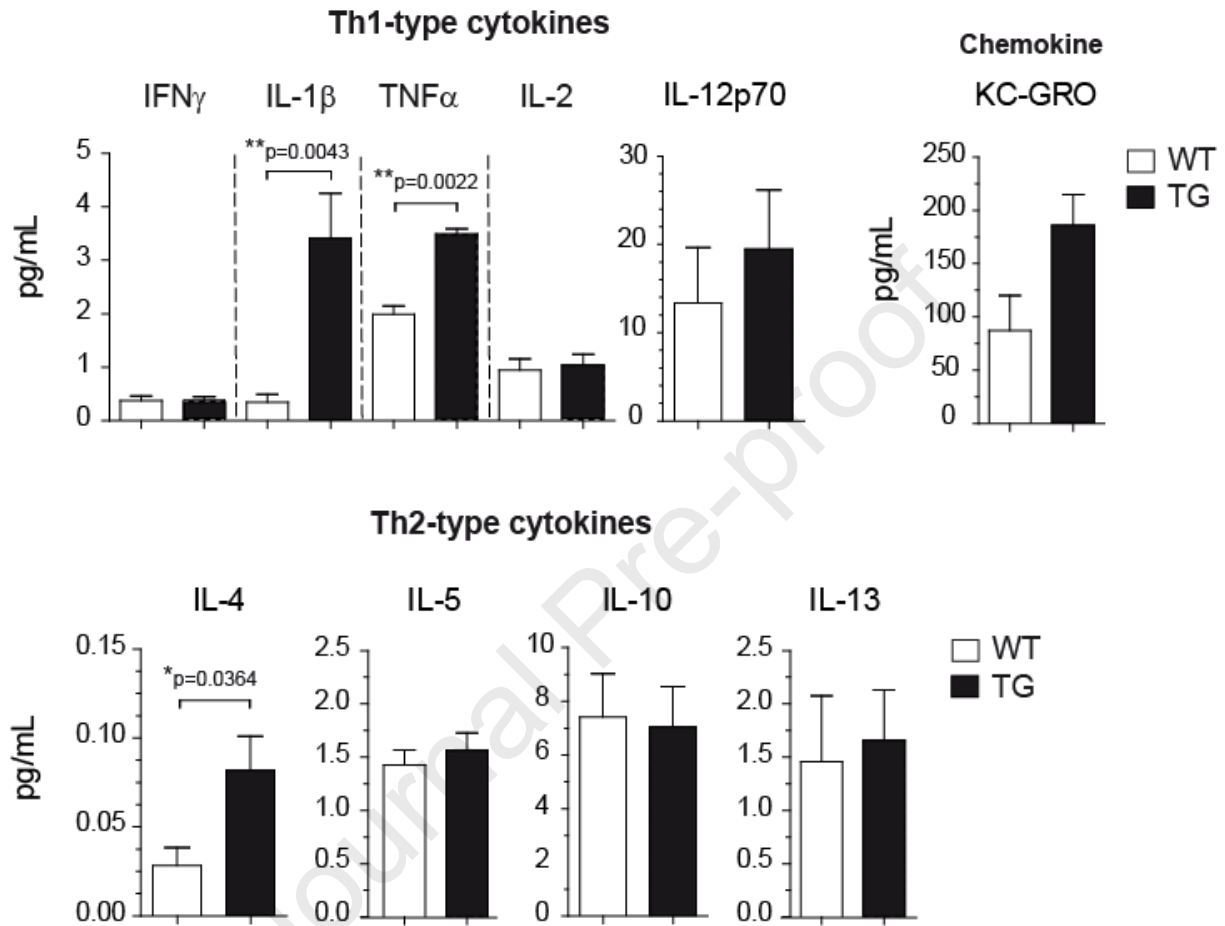 Th1-type cytokines
Chemokine
IFNγ IL-1β TNFα IL-2 IL-12p70 KC-GRO
**p=0.0043
**p=0.0022
5
4
3
2
1
0
pg/mL
30
20
10
0
250
200
150
100
50
0
pg/mL
WT
TG
Journal Pre-proof
Th2-type cytokines
IL-4 IL-5 IL-10 IL-13
*p=0.0364
0.15
0.10
0.05
0.00
pg/mL
2.5
2.0
1.5
1.0
0.5
0.0
10
8
6
4
2
0
2.5
2.0
1.5
1.0
0.5
0.0
WT
TG